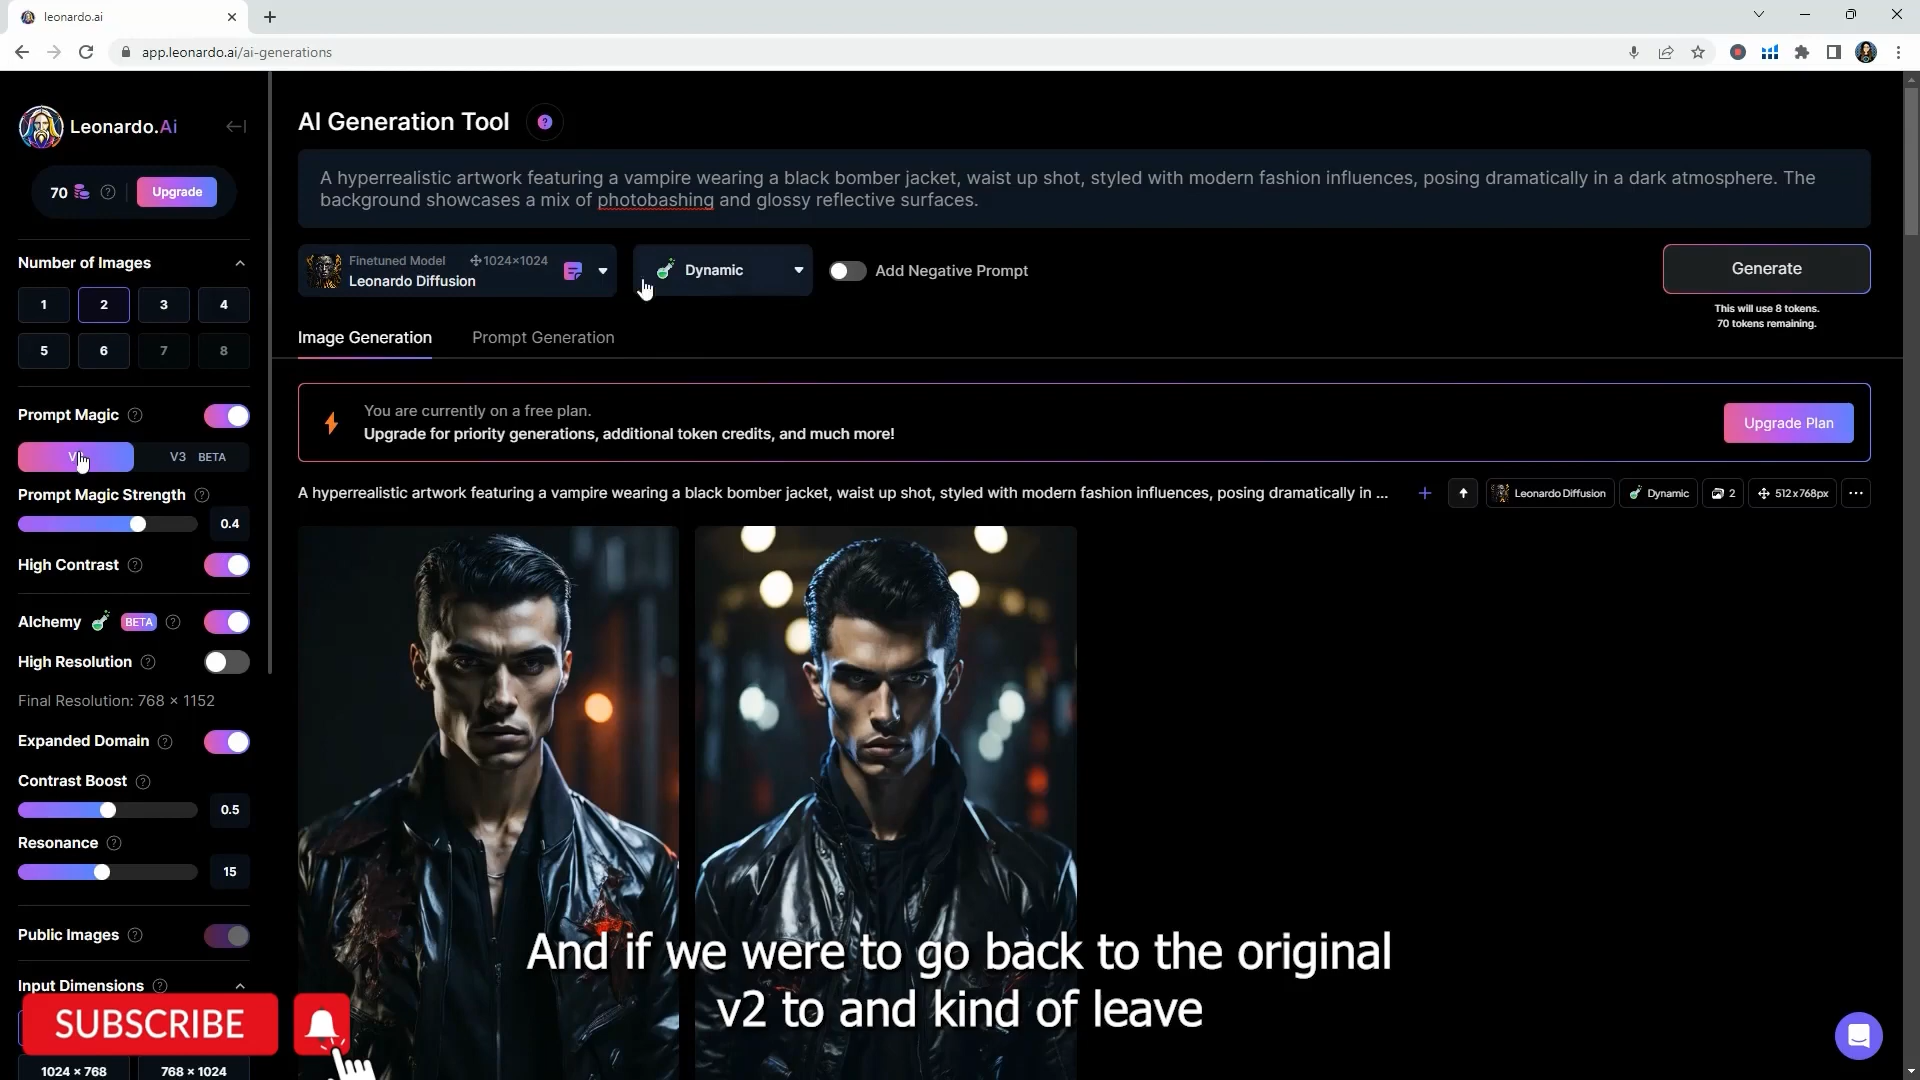 leonardo.ai
app.leonardo.ai/ai-generations
Leonardo.Ai
70
Upgrade
Number of Images
1 2 3 4
5 6 7 8
Prompt Magic
V3 BETA
Prompt Magic Strength
0.4
High Contrast
Alchemy BETA
High Resolution
Final Resolution: 768 × 1152
Expanded Domain
Contrast Boost
0.5
Resonance
15
Public Images
Input Dimensions
1024 × 768 768 × 1024
AI Generation Tool
A hyperrealistic artwork featuring a vampire wearing a black bomber jacket, waist up shot, styled with modern fashion influences, posing dramatically in a dark atmosphere. The
background showcases a mix of photobashing and glossy reflective surfaces.
Finetuned Model 1024×1024
Leonardo Diffusion
Dynamic
Add Negative Prompt
Generate
This will use 8 tokens.
70 tokens remaining.
Image Generation Prompt Generation
You are currently on a free plan.
Upgrade for priority generations, additional token credits, and much more!
Upgrade Plan
A hyperrealistic artwork featuring a vampire wearing a black bomber jacket, waist up shot, styled with modern fashion influences, posing dramatically in ...
Leonardo Diffusion Dynamic 2 512x768px
And if we were to go back to the original
v2 to and kind of leave
SUBSCRIBE